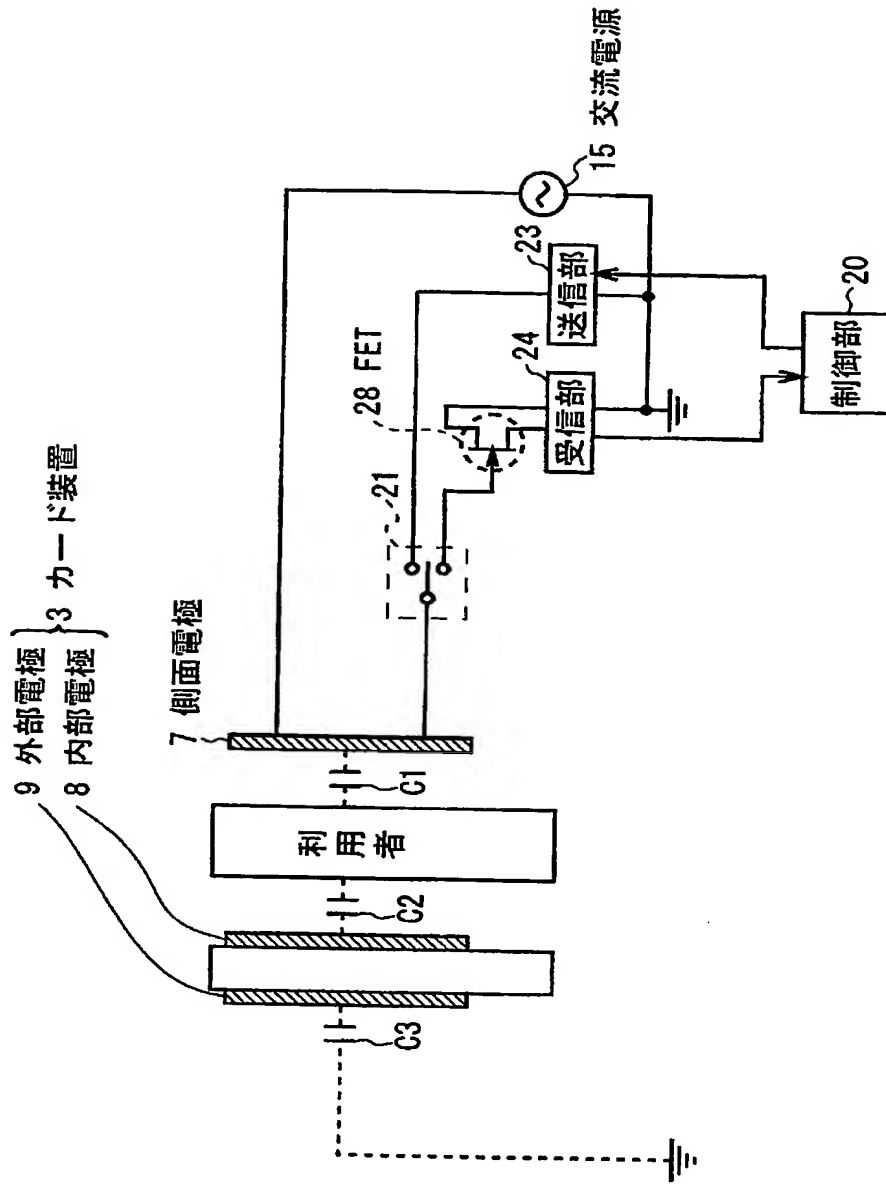 9 外部電極
8 内部電極
3 カード装置
7 側面電極
21
28 FET
15 交流電源
23
送信部
24
受信部
20
制御部
利用者
C1
C2
C3